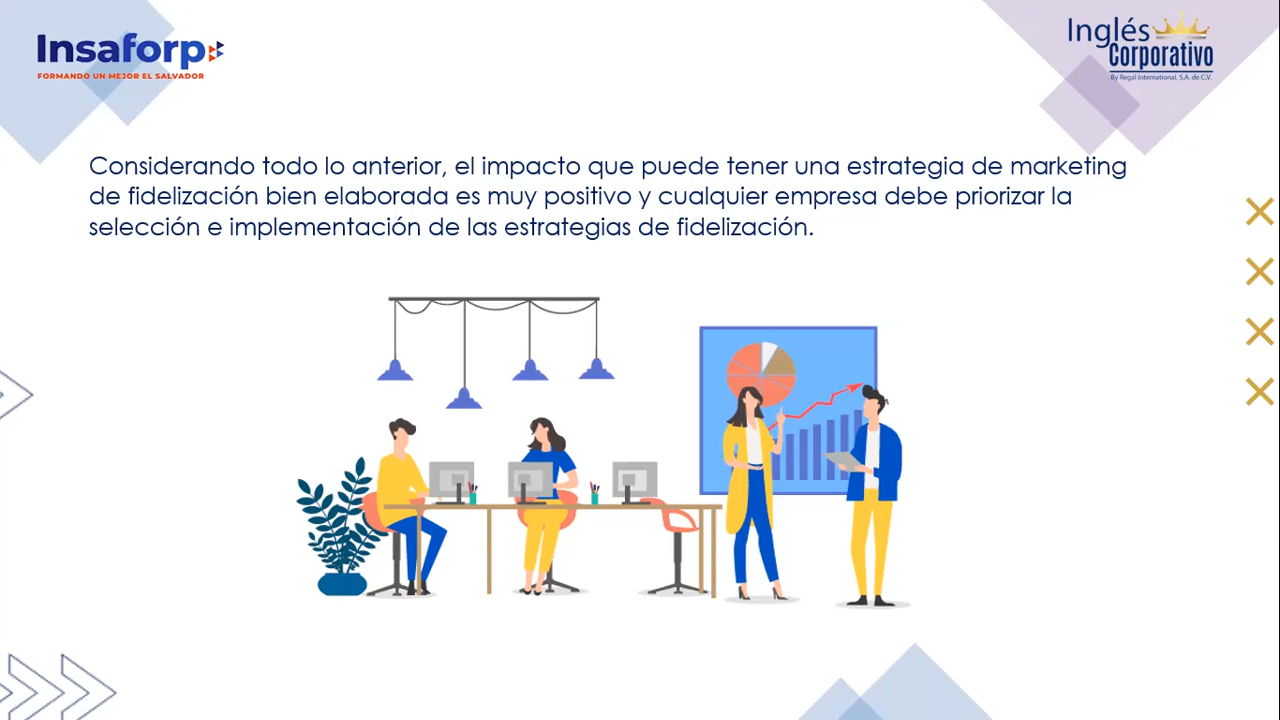 Insaforp
FORMANDO UN MEJOR EL SALVADOR
Inglés
Corporativo
By Regal International, S.A. de C.V.
Considerando todo lo anterior, el impacto que puede tener una estrategia de marketing
de fidelización bien elaborada es muy positivo y cualquier empresa debe priorizar la
selección e implementación de las estrategias de fidelización.